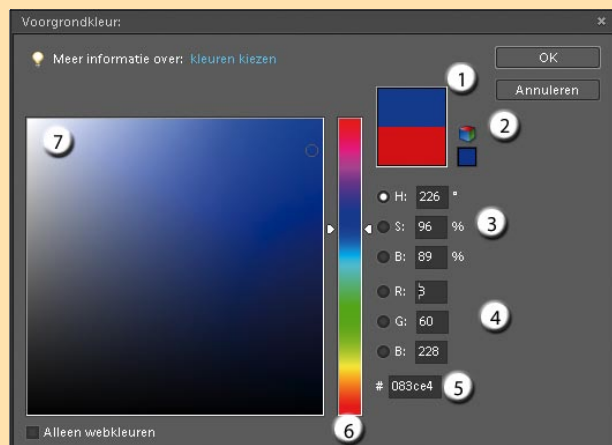 Voorgrondkleur:
Meer informatie over: kleuren kiezen
OK
Annuleren
1
2
7
H: 226 °
S: 96 %
3
B: 89 %
R:
G: 60
4
B: 228
# 083ce4
5
6
Alleen webkleuren